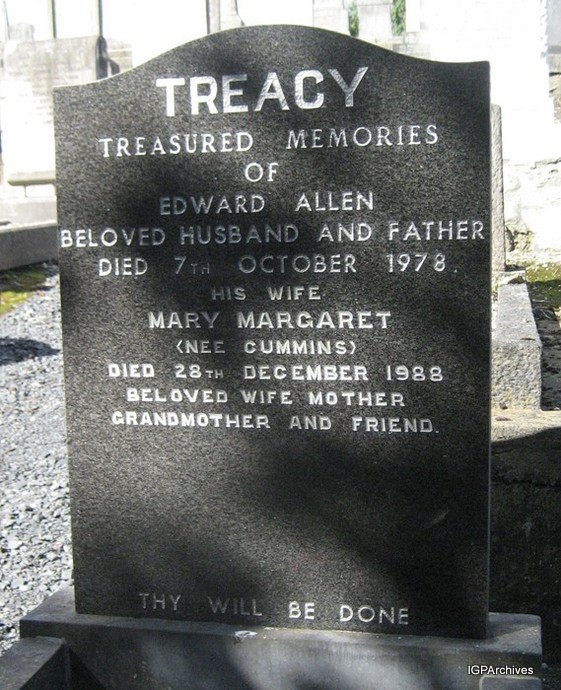 TREACY
TREASURED MEMORIES
OF
EDWARD ALLEN
BELOVED HUSBAND AND FATHER
DIED 7TH OCTOBER 1978.
HIS WIFE
MARY MARGARET
(NEE CUMMINS)
DIED 28TH DECEMBER 1988
BELOVED WIFE MOTHER
GRANDMOTHER AND FRIEND.
THY WILL BE DONE
IGPArchives